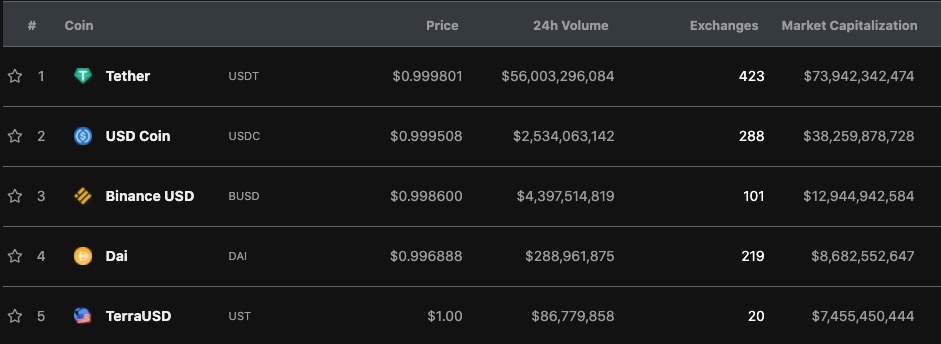 # Coin Price 24h Volume Exchanges Market Capitalization
1 Tether USDT $0.999801 $56,003,296,084 423 $73,942,342,474
2 USD Coin USDC $0.999508 $2,534,063,142 288 $38,259,878,728
3 Binance USD BUSD $0.998600 $4,397,514,819 101 $12,944,942,584
4 Dai DAI $0.996888 $288,961,875 219 $8,682,552,647
5 TerraUSD UST $1.00 $86,779,858 20 $7,455,450,444